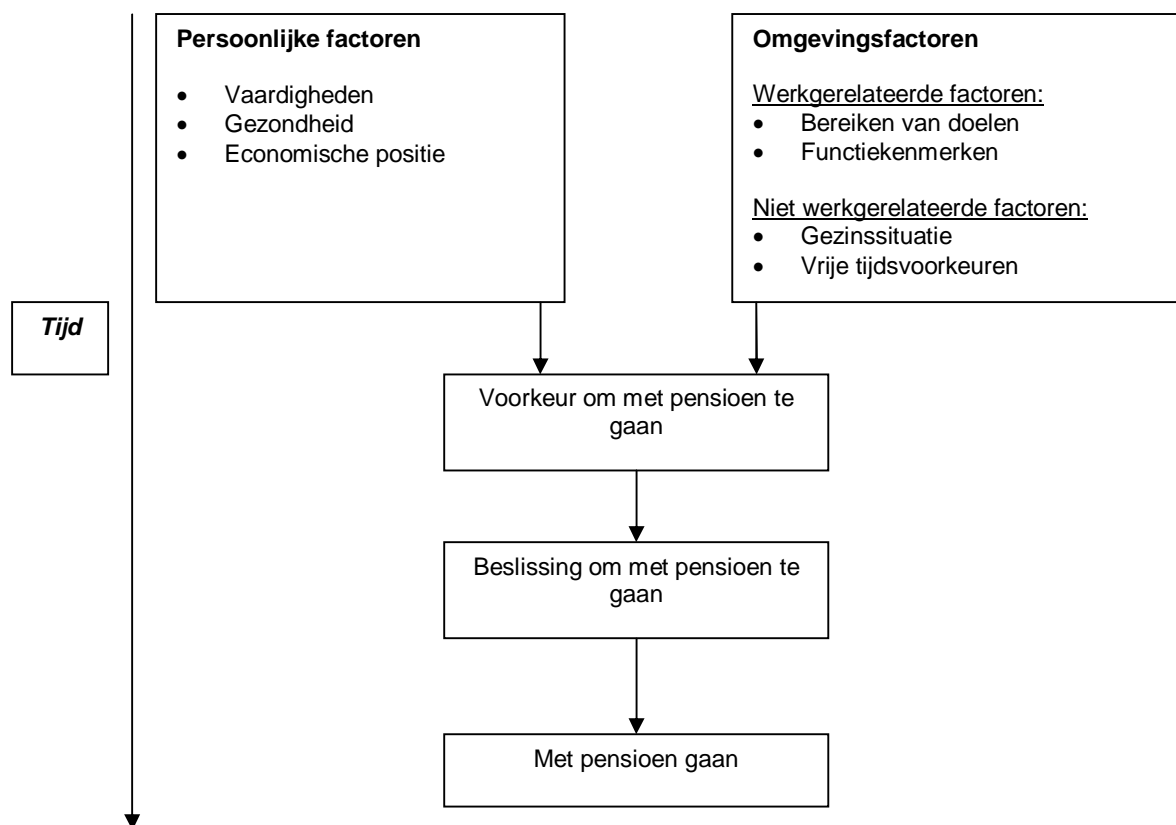 Persoonlijke factoren
• Vaardigheden
• Gezondheid
• Economische positie
Omgevingsfactoren
Werkgerelateerde factoren:
• Bereiken van doelen
• Functiekenmerken
Niet werkgerelateerde factoren:
• Gezinssituatie
• Vrije tijdsvoorkeuren
Tijd
Voorkeur om met pensioen te
gaan
Beslissing om met pensioen te
gaan
Met pensioen gaan